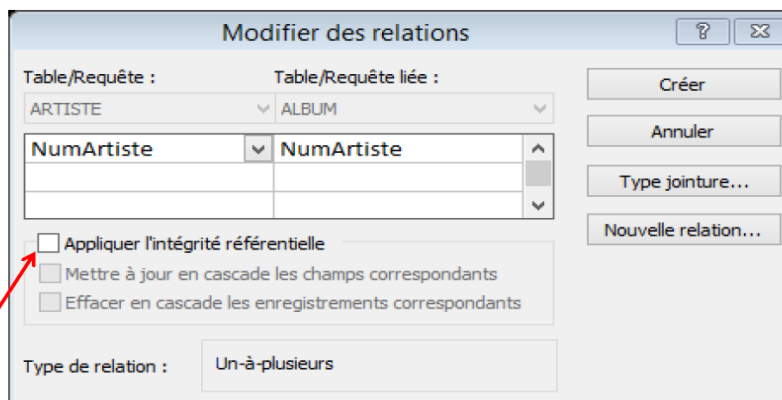 Modifier des relations
Table/Requête : Table/Requête liée :
ARTISTE ALBUM
NumArtiste NumArtiste
Appliquer l'intégrité référentielle
Mettre à jour en cascade les champs correspondants
Effacer en cascade les enregistrements correspondants
Type de relation : Un-à-plusieurs
Créer
Annuler
Type jointure...
Nouvelle relation...